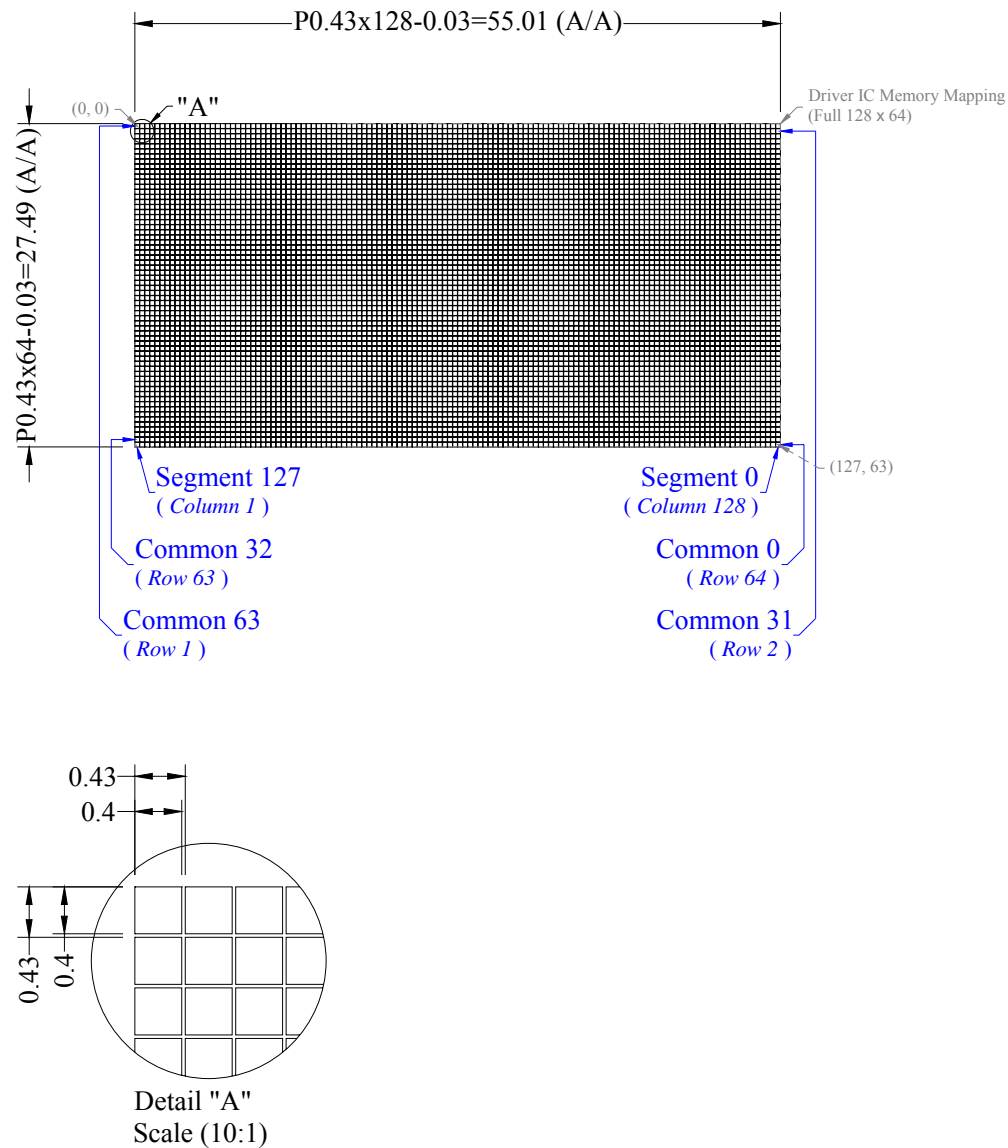 P0.43x128-0.03=55.01 (A/A)
(0, 0)
"A"
Driver IC Memory Mapping
(Full 128 x 64)
P0.43x64-0.03=27.49 (A/A)
(127, 63)
Segment 127
( Column 1 )
Segment 0
( Column 128 )
Common 32
( Row 63 )
Common 0
( Row 64 )
Common 63
( Row 1 )
Common 31
( Row 2 )
0.43
0.4
0.43
0.4
Detail "A"
Scale (10:1)